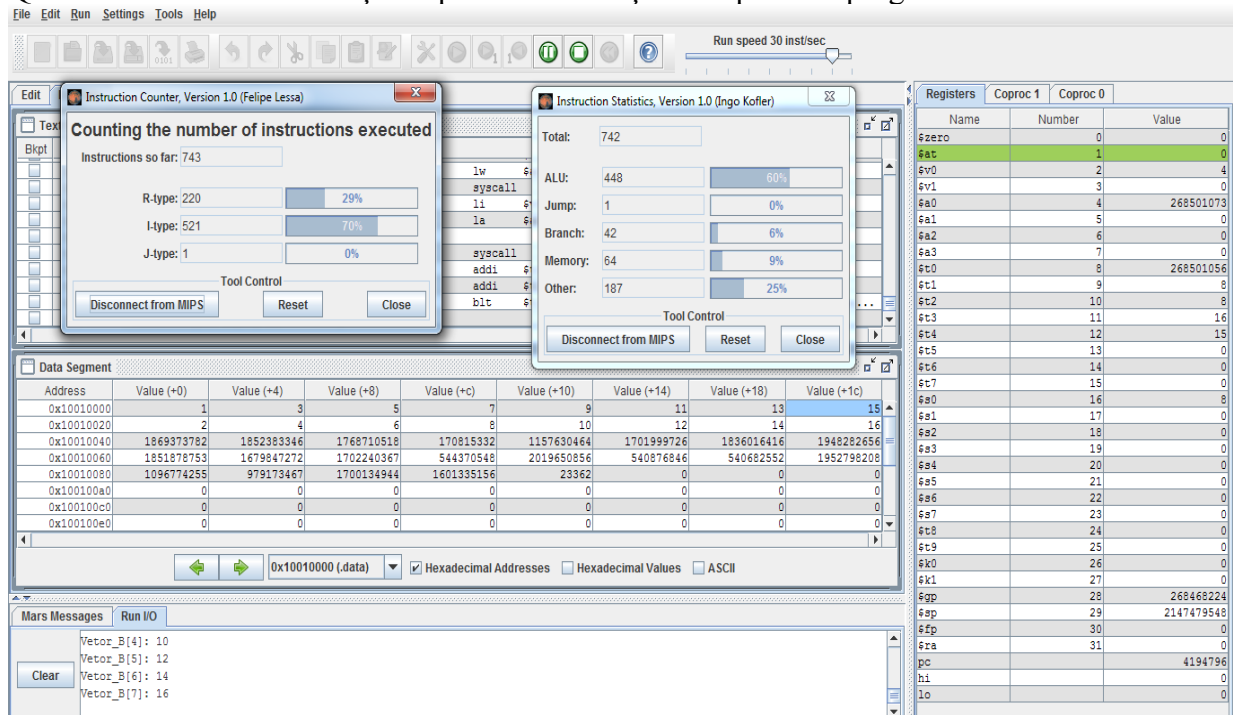 File Edit Run Settings Tools Help
Run speed 30 inst/sec
Edit
Instruction Counter, Version 1.0 (Felipe Lessa)
Counting the number of instructions executed
Instructions so far: 743
R-type: 220 29%
I-type: 521 70%
J-type: 1 0%
Tool Control
Disconnect from MIPS Reset Close
Instruction Statistics, Version 1.0 (Ingo Kofler)
Total: 742
ALU: 448 60%
Jump: 1 0%
Branch: 42 6%
Memory: 64 9%
Other: 187 25%
Tool Control
Disconnect from MIPS Reset Close
Bkpt
lw
syscall
li
la
syscall
addi
addi
blt
Data Segment
Address Value (+0) Value (+4) Value (+8) Value (+c) Value (+10) Value (+14) Value (+18) Value (+1c)
0x10010000 1 3 5 7 9 11 13 15
0x10010020 2 4 6 8 10 12 14 16
0x10010040 1869373782 1852383346 1768710518 170815332 1157630464 1701999726 1836016416 1948282656
0x10010060 1851878753 1679847272 1702240367 544370548 2019650856 540876846 540682552 1952798208
0x10010080 1096774255 979173467 1700134944 1601335156 23362 0 0 0
0x100100a0 0 0 0 0 0 0 0 0
0x100100c0 0 0 0 0 0 0 0 0
0x100100e0 0 0 0 0 0 0 0 0
0x10010000 (.data) Hexadecimal Addresses Hexadecimal Values ASCII
Mars Messages Run I/O
Clear
Vetor_B[4]: 10
Vetor_B[5]: 12
Vetor_B[6]: 14
Vetor_B[7]: 16
Registers Coproc 1 Coproc 0
Name Number Value
$zero 0 0
$at 1 0
$v0 2 4
$v1 3 0
$a0 4 268501073
$a1 5 0
$a2 6 0
$a3 7 0
$t0 8 268501056
$t1 9 8
$t2 10 8
$t3 11 16
$t4 12 15
$t5 13 0
$t6 14 0
$t7 15 0
$s0 16 8
$s1 17 0
$s2 18 0
$s3 19 0
$s4 20 0
$s5 21 0
$s6 22 0
$s7 23 0
$t8 24 0
$t9 25 0
$k0 26 0
$k1 27 0
$gp 28 268468224
$sp 29 2147479548
$fp 30 0
$ra 31 0
pc 4194796
hi 0
lo 0